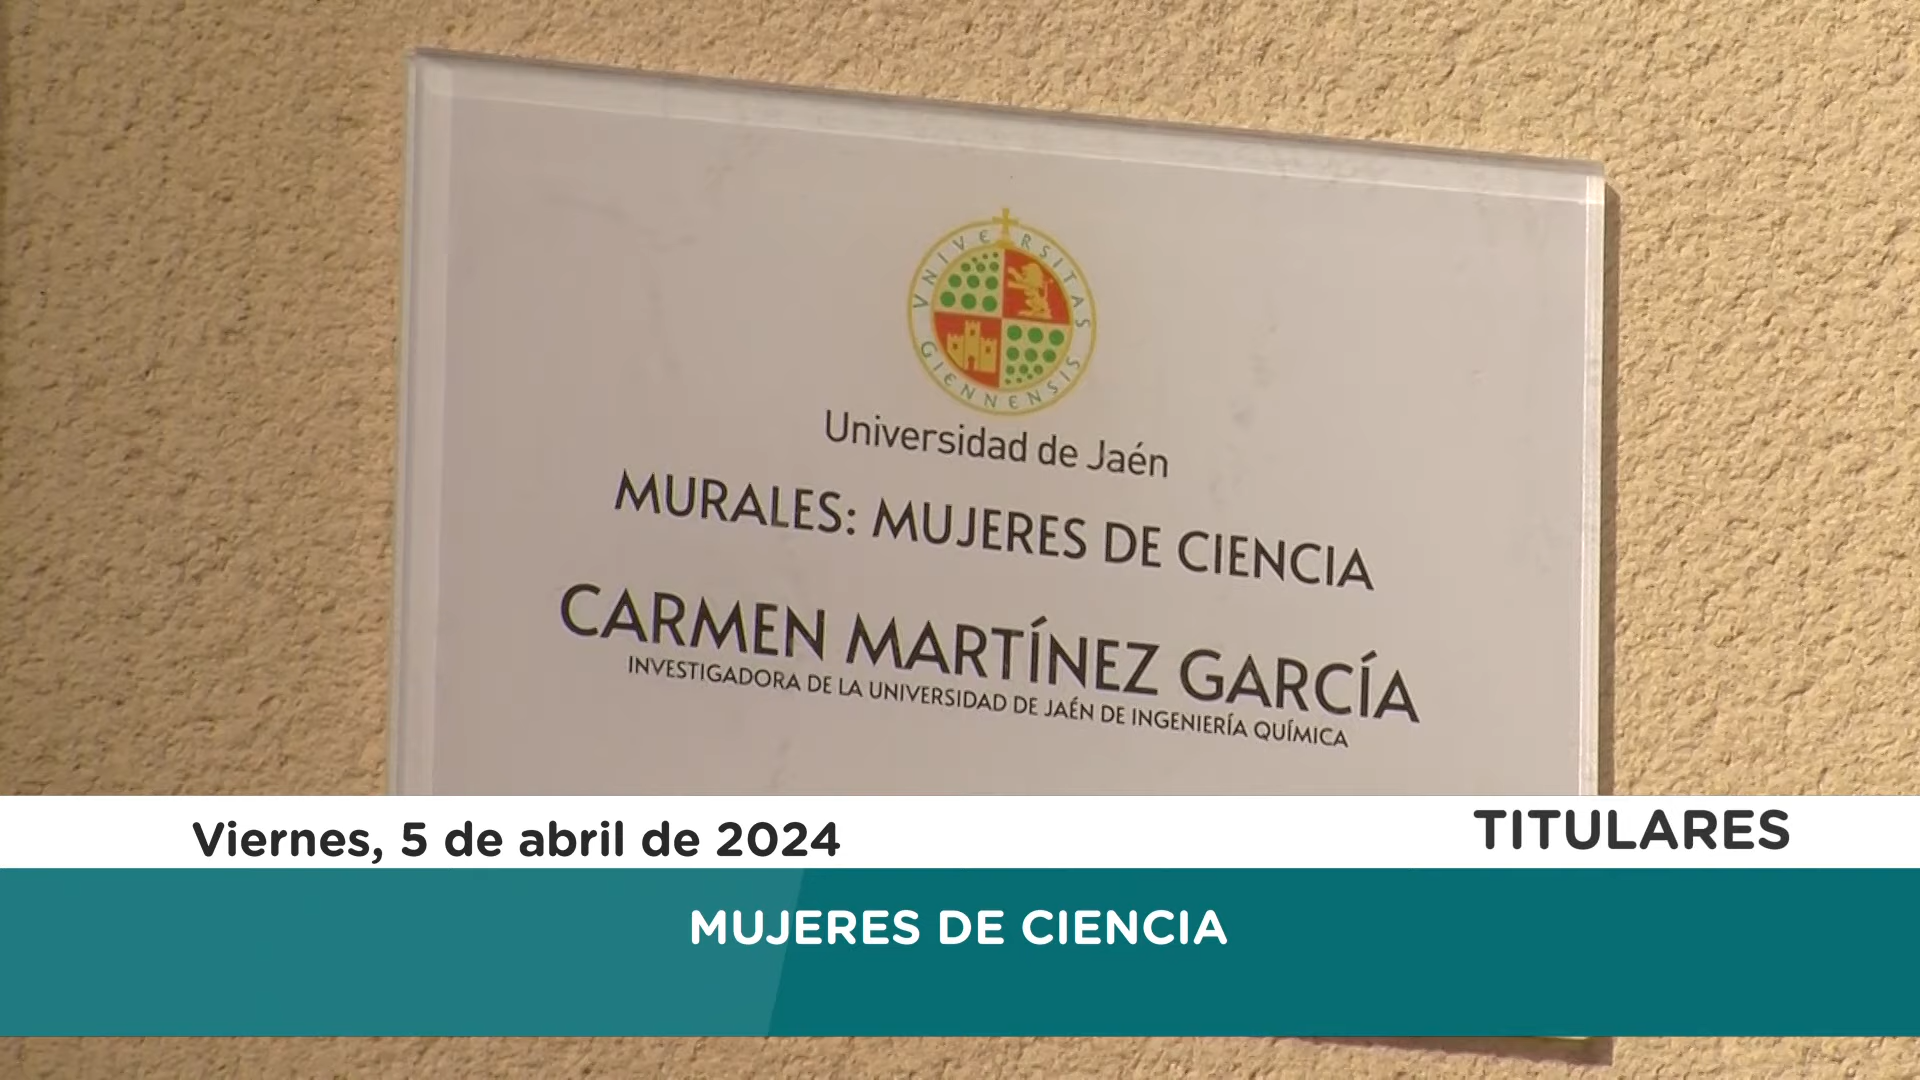 VNIVERSITAS GIENNENSIS
Universidad de Jaén
MURALES: MUJERES DE CIENCIA
CARMEN MARTÍNEZ GARCÍA
INVESTIGADORA DE LA UNIVERSIDAD DE JAÉN DE INGENIERÍA QUÍMICA
Viernes, 5 de abril de 2024
TITULARES
MUJERES DE CIENCIA